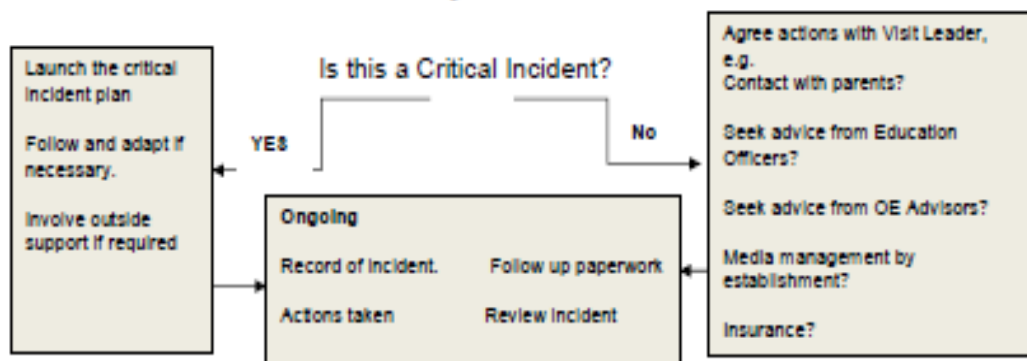 Is this a Critical Incident?
YES
No
Launch the critical
incident plan
Follow and adapt if
necessary.
Involve outside
support if required
Agree actions with Visit Leader,
e.g.
Contact with parents?
Seek advice from Education
Officers?
Seek advice from OE Advisors?
Media management by
establishment?
Insurance?
Ongoing
Record of Incident. Follow up paperwork
Actions taken Review Incident